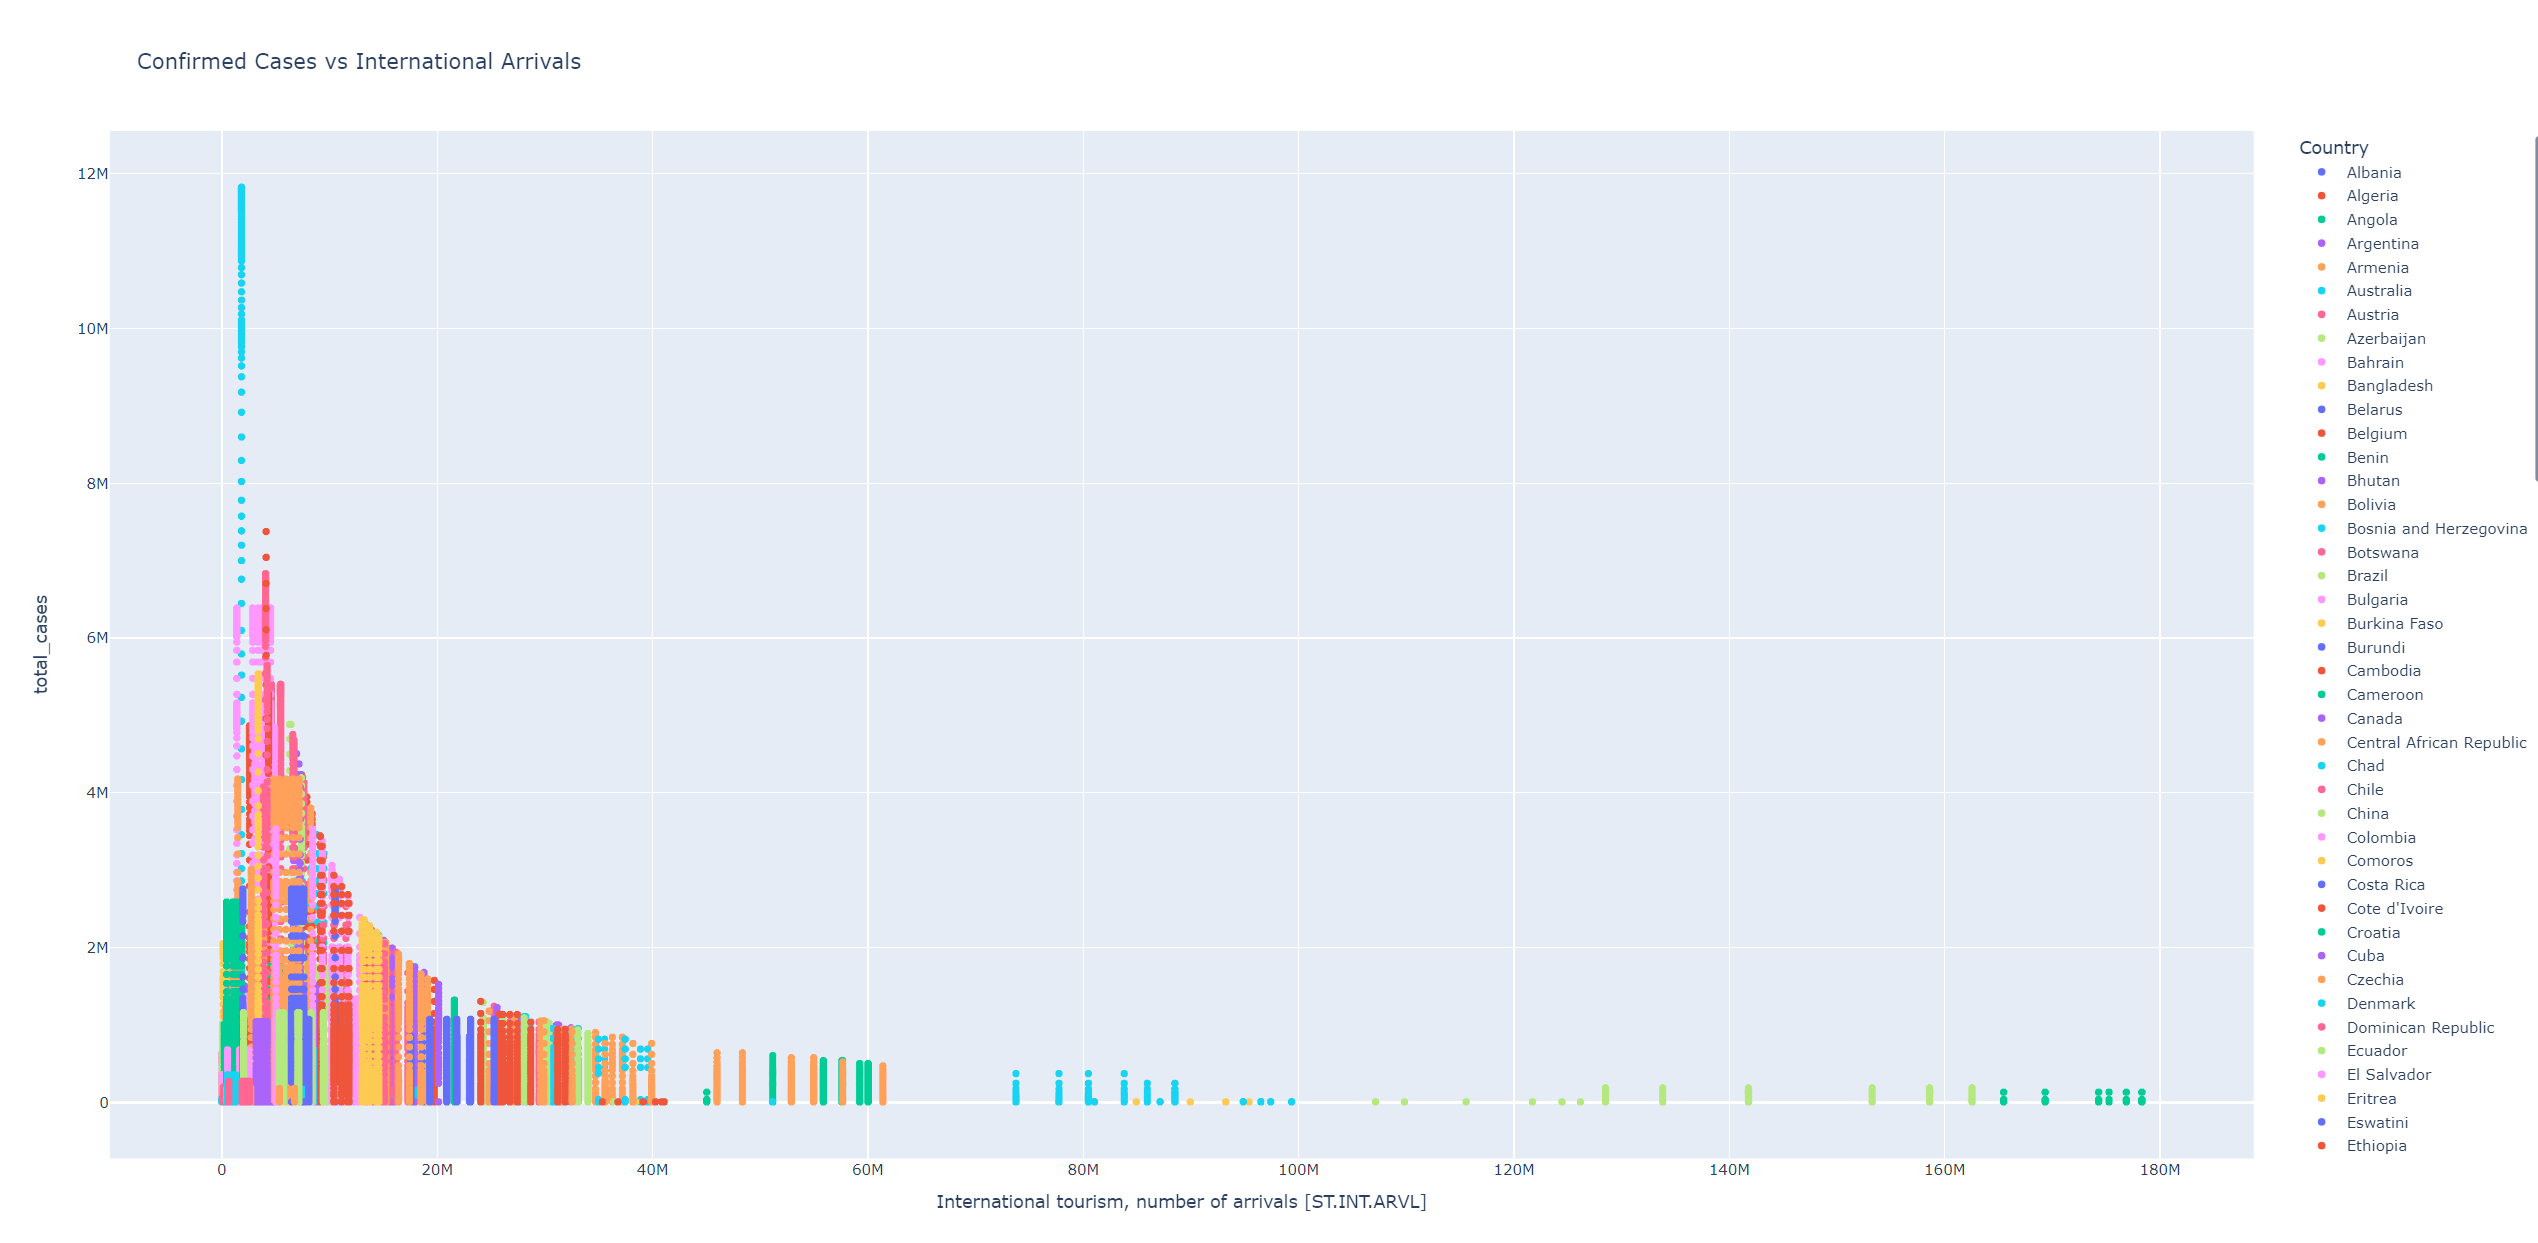 Confirmed Cases vs International Arrivals
12M
10M
8M
6M
4M
2M
0
total_cases
0
20M
40M
60M
80M
100M
120M
140M
160M
180M
International tourism, number of arrivals [ST.INT.ARVL]
Country
Albania
Algeria
Angola
Argentina
Armenia
Australia
Austria
Azerbaijan
Bahrain
Bangladesh
Belarus
Belgium
Benin
Bhutan
Bolivia
Bosnia and Herzegovina
Botswana
Brazil
Bulgaria
Burkina Faso
Burundi
Cambodia
Cameroon
Canada
Central African Republic
Chad
Chile
China
Colombia
Comoros
Costa Rica
Cote d'Ivoire
Croatia
Cuba
Czechia
Denmark
Dominican Republic
Ecuador
El Salvador
Eritrea
Eswatini
Ethiopia